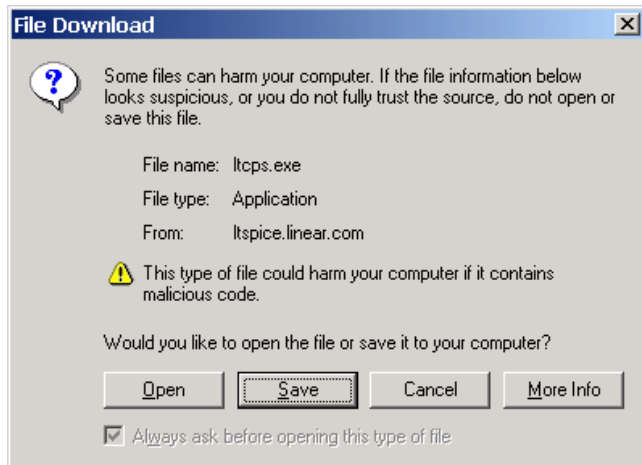 File Download
Some files can harm your computer. If the file information below
looks suspicious, or you do not fully trust the source, do not open or
save this file.
File name: ltcps.exe
File type: Application
From: ltspice.linear.com
This type of file could harm your computer if it contains
malicious code.
Would you like to open the file or save it to your computer?
Open Save Cancel More Info
Always ask before opening this type of file